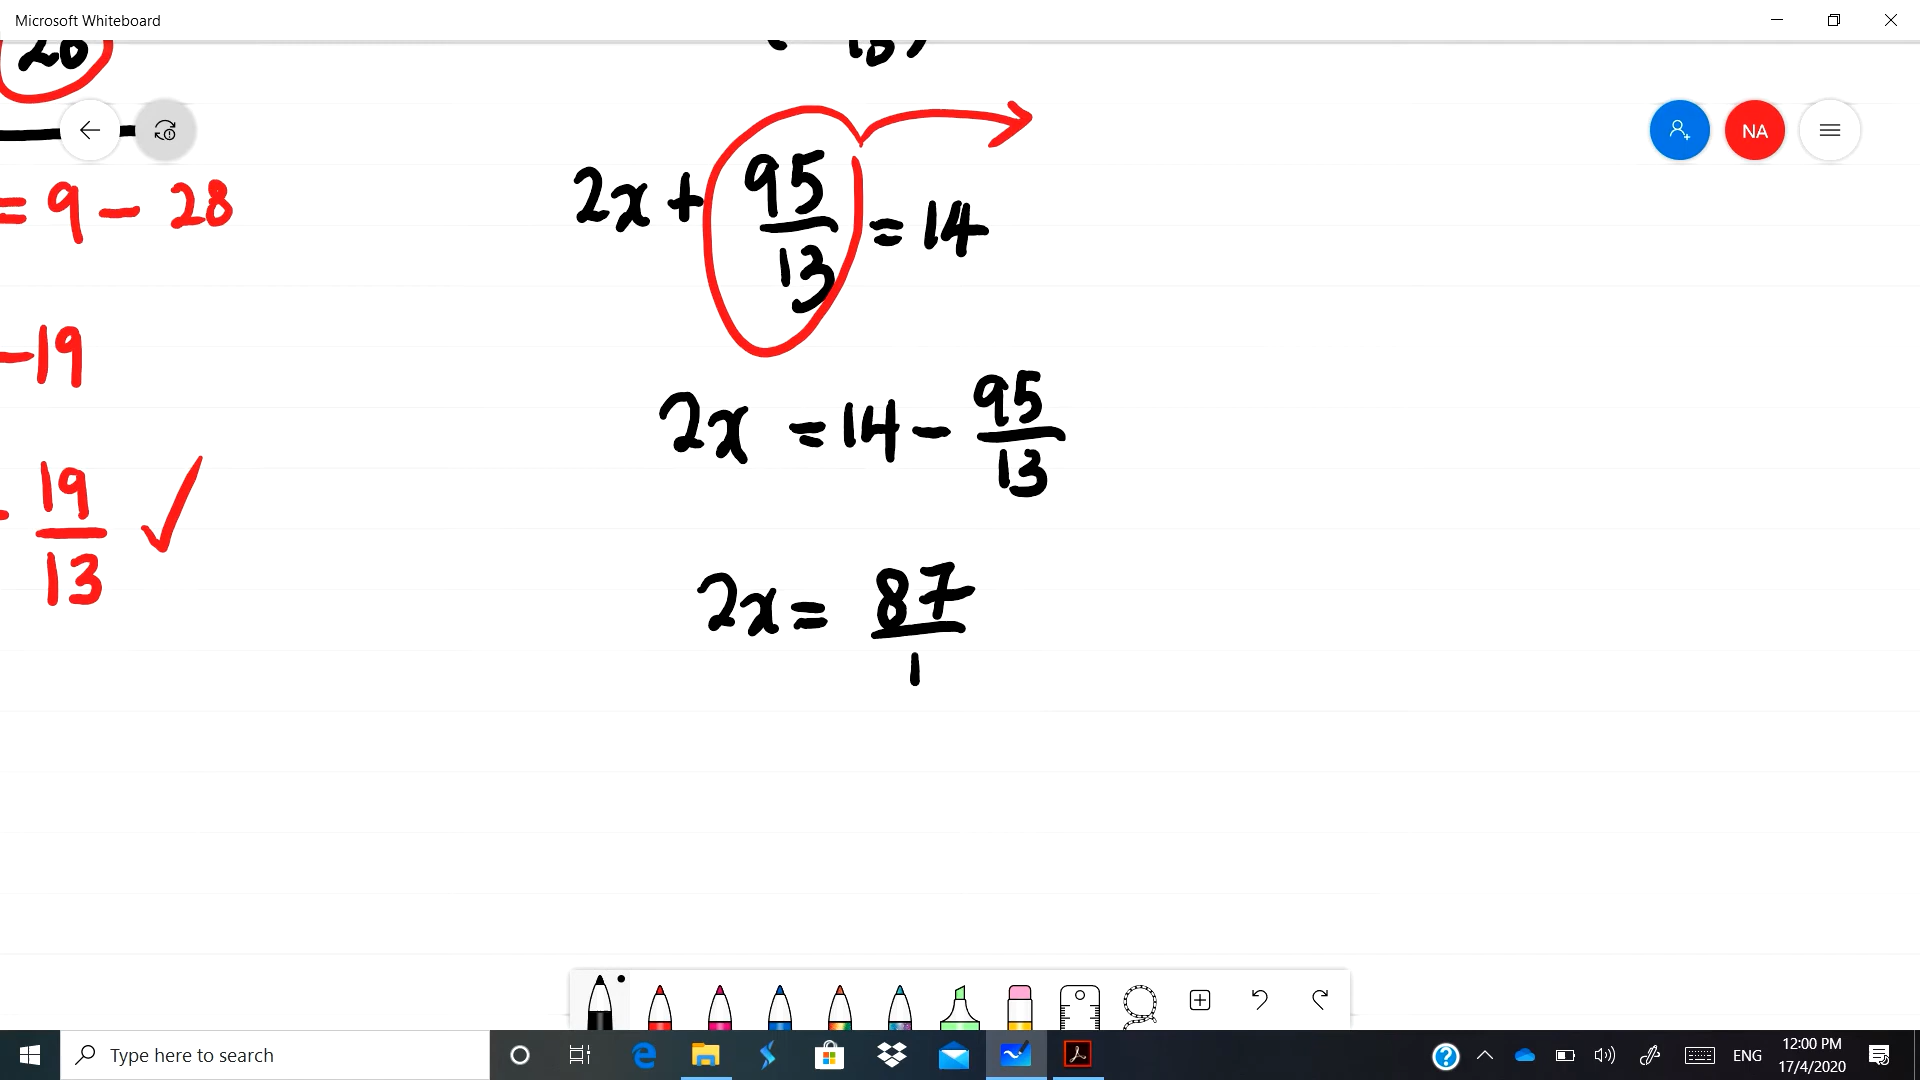 Microsoft Whiteboard
28
NA
= 9 - 28
2x + 95/13 = 14
-19
2x = 14 - 95/13
19/13 ✓
2x = 87/1
Type here to search
ENG
12:00 PM
17/4/2020